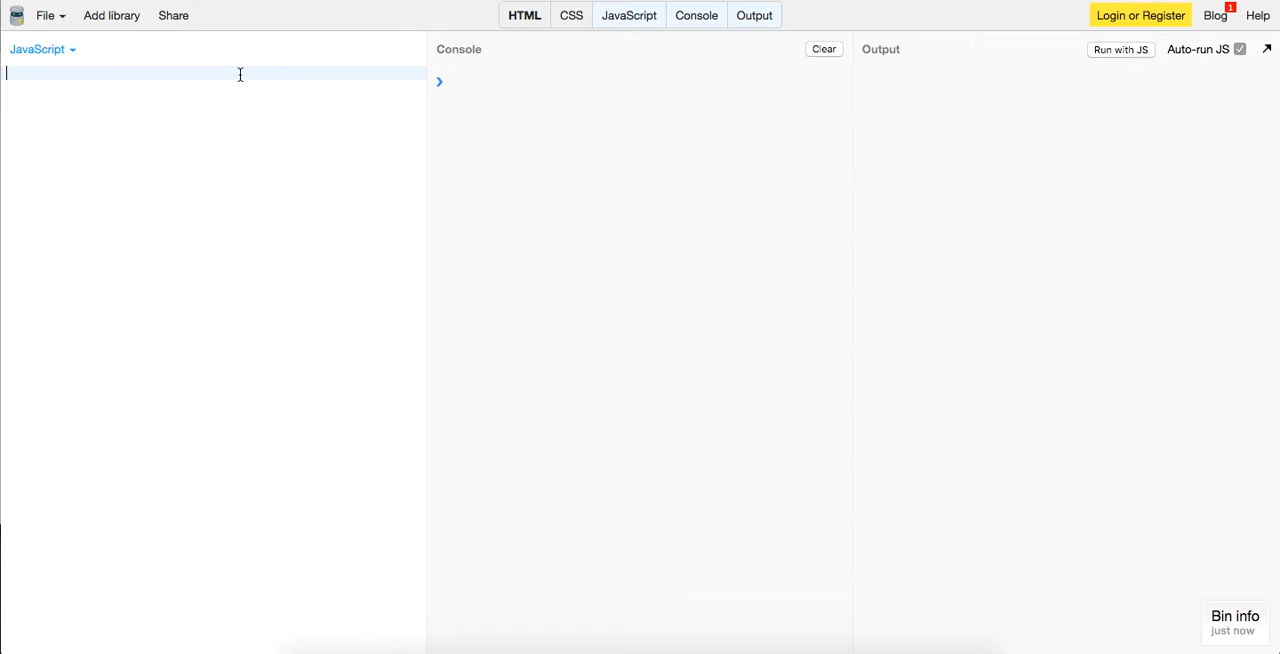 File Add library Share HTML CSS JavaScript Console Output Login or Register Blog 1 Help
JavaScript Console Clear Output Run with JS Auto-run JS
Bin info
just now